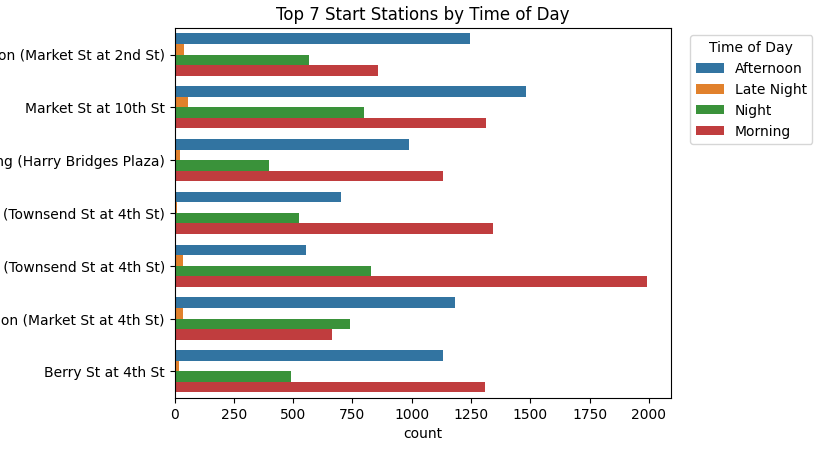 Top 7 Start Stations by Time of Day
on (Market St at 2nd St)
Market St at 10th St
ng (Harry Bridges Plaza)
(Townsend St at 4th St)
(Townsend St at 4th St)
on (Market St at 4th St)
Berry St at 4th St
0 250 500 750 1000 1250 1500 1750 2000
count
Time of Day
Afternoon
Late Night
Night
Morning